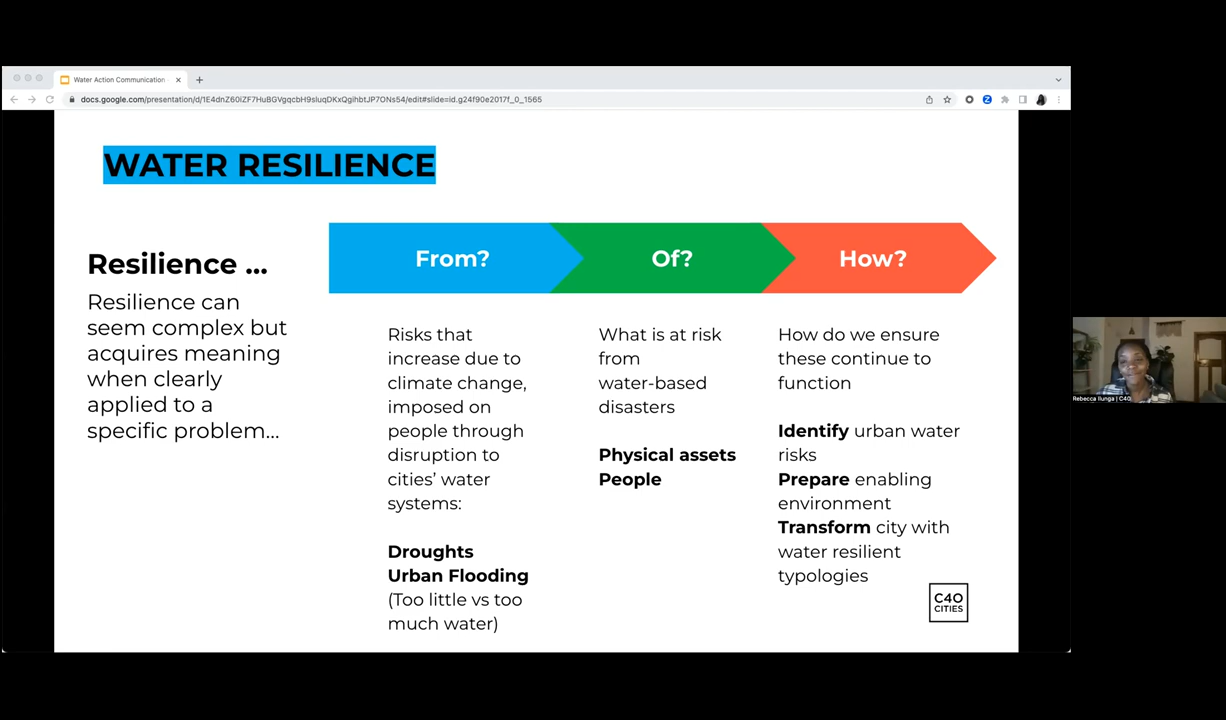 Water Action Communication
docs.google.com/presentation/d/1E4dnZ60iZF7HuBGVgqcbH9sluqDKxQgihbtJP7ONs54/edit#slide=id.g24f90e2017f_0_1565
WATER RESILIENCE
Resilience ...
Resilience can
seem complex but
acquires meaning
when clearly
applied to a
specific problem...
From?
Risks that
increase due to
climate change,
imposed on
people through
disruption to
cities' water
systems:
Droughts
Urban Flooding
(Too little vs too
much water)
Of?
What is at risk
from
water-based
disasters
Physical assets
People
How?
How do we ensure
these continue to
function
Identify urban water
risks
Prepare enabling
environment
Transform city with
water resilient
typologies
C40
CITIES
Rebecca Ilunga | C40